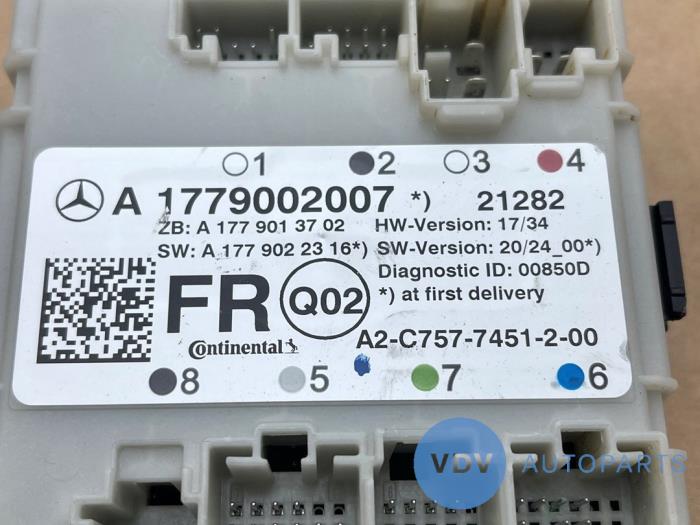 1 2 3 4
A 1779002007 *) 21282
ZB: A 177 901 37 02 HW-Version: 17/34
SW: A 177 902 23 16*) SW-Version: 20/24_00*)
Diagnostic ID: 00850D
FR Q02 *) at first delivery
Continental A2-C757-7451-2-00
8 5 7 6
VDV AUTOPARTS